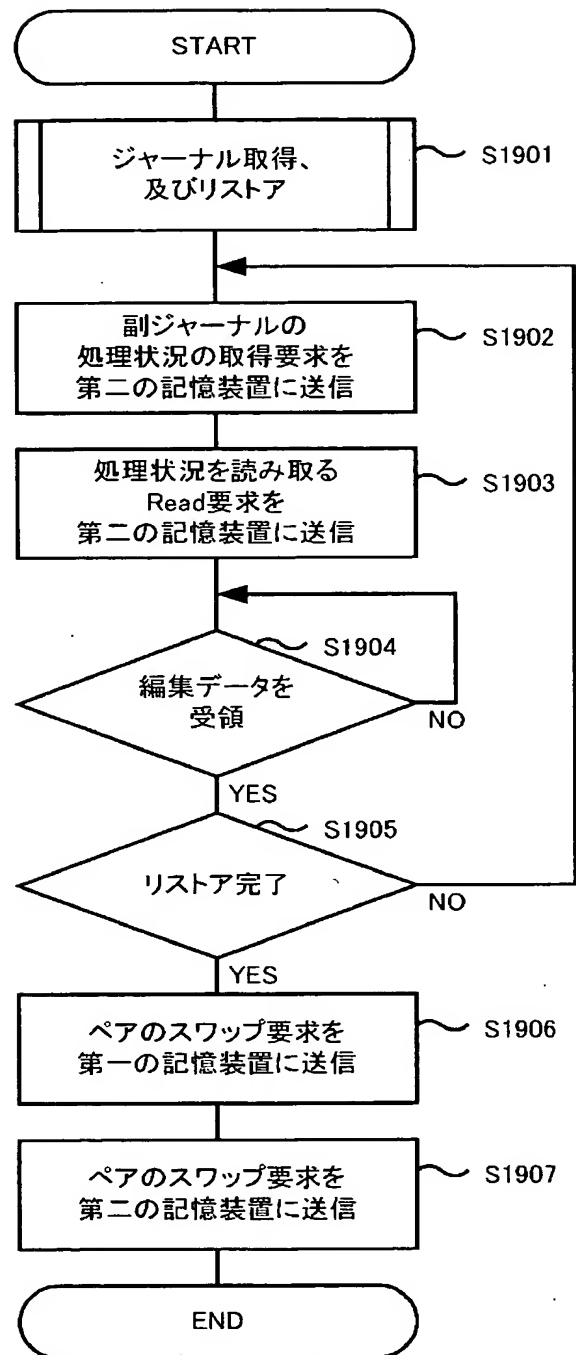 START
ジャーナル取得、
及びリストア
S1901
副ジャーナルの
処理状況の取得要求を
第二の記憶装置に送信
S1902
処理状況を読み取る
Read要求を
第二の記憶装置に送信
S1903
S1904
編集データを
受領
NO
YES
S1905
リストア完了
NO
YES
ペアのスワップ要求を
第一の記憶装置に送信
S1906
ペアのスワップ要求を
第二の記憶装置に送信
S1907
END